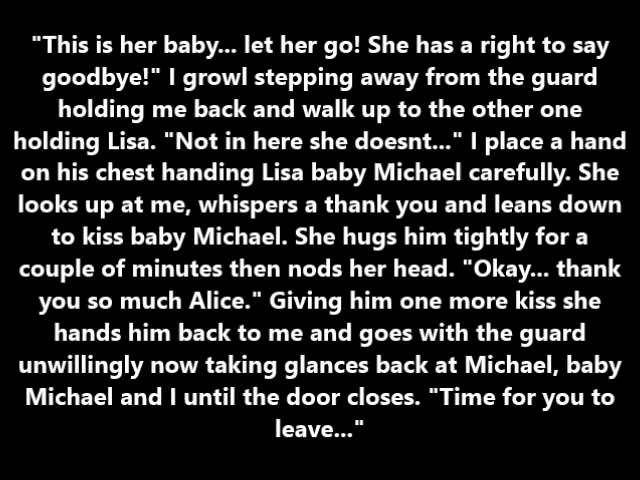 "This is her baby... let her go! She has a right to say
goodbye!" I growl stepping away from the guard
holding me back and walk up to the other one
holding Lisa. "Not in here she doesnt..." I place a hand
on his chest handing Lisa baby Michael carefully. She
looks up at me, whispers a thank you and leans down
to kiss baby Michael. She hugs him tightly for a
couple of minutes then nods her head. "Okay... thank
you so much Alice." Giving him one more kiss she
hands him back to me and goes with the guard
unwillingly now taking glances back at Michael, baby
Michael and I until the door closes. "Time for you to
leave..."